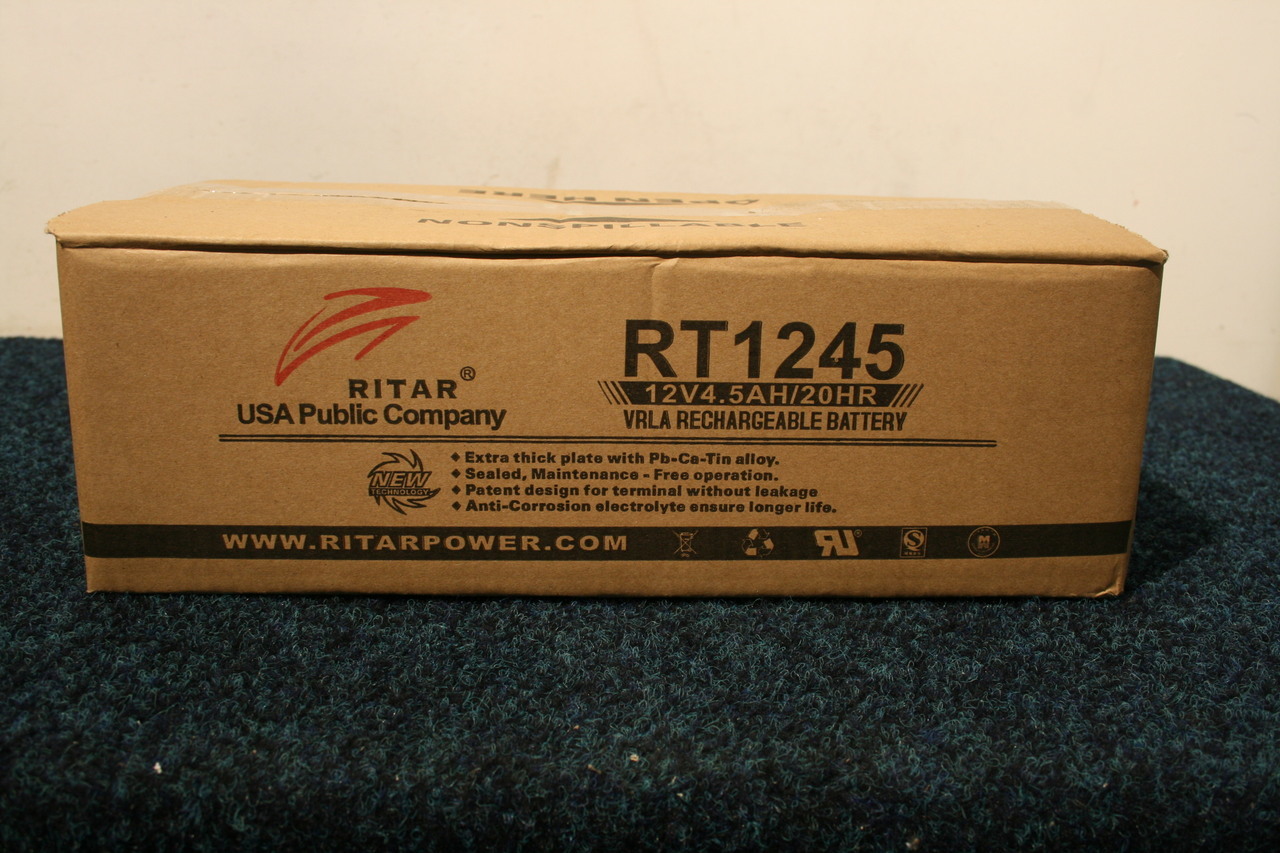 OPEN HERE
NONSPILLABLE
RITAR®
USA Public Company
RT1245
12V4.5AH/20HR
VRLA RECHARGEABLE BATTERY
NEW
TECHNOLOGY
Extra thick plate with Pb-Ca-Tin alloy.
Sealed, Maintenance - Free operation.
Patent design for terminal without leakage
Anti-Corrosion electrolyte ensure longer life.
WWW.RITARPOWER.COM